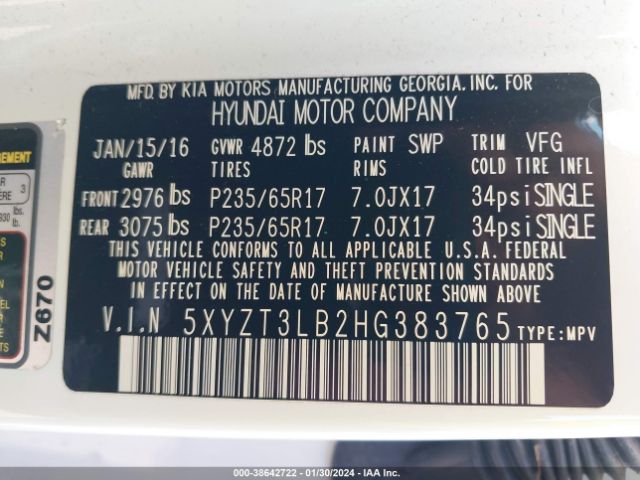 MFD. BY KIA MOTORS MANUFACTURING GEORGIA. INC. FOR
HYUNDAI MOTOR COMPANY
JAN/15/16 GVWR 4872 lbs PAINT SWP TRIM VFG
GAWR TIRES RIMS COLD TIRE INFL
FRONT 2976 lbs P235/65R17 7.0JX17 34psi SINGLE
REAR 3075 lbs P235/65R17 7.0JX17 34psi SINGLE
THIS VEHICLE CONFORMS TO ALL APPLICABLE U.S.A. FEDERAL
MOTOR VEHICLE SAFETY AND THEFT PREVENTION STANDARDS
IN EFFECT ON THE DATE OF MANUFACTURE SHOWN ABOVE
V.I.N 5XYZT3LB2HG383765 TYPE:MPV
3
930 lbs.
lb.
Z670
000-38642722 - 01/30/2024 - IAA Inc.